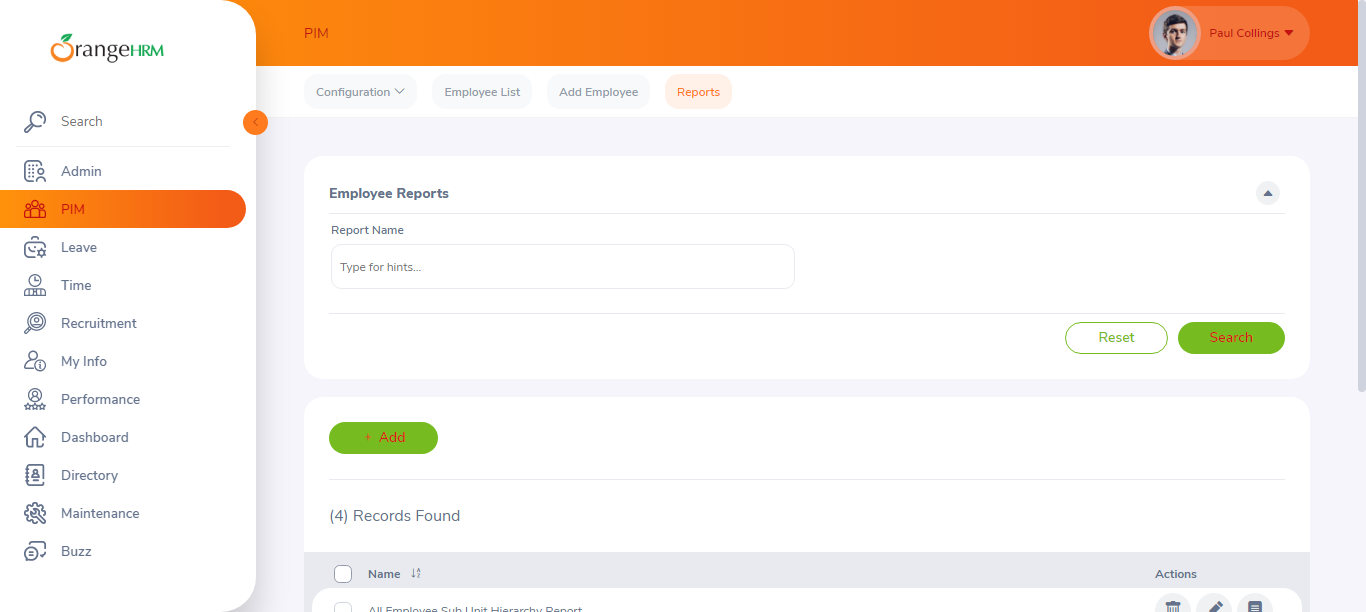 OrangeHRM
Search
Admin
PIM
Leave
Time
Recruitment
My Info
Performance
Dashboard
Directory
Maintenance
Buzz
PIM
Paul Collings
Configuration
Employee List
Add Employee
Reports
Employee Reports
Report Name
Type for hints...
Reset
Search
+ Add
(4) Records Found
Name
Actions
All Employee Sub Unit Hierarchy Report